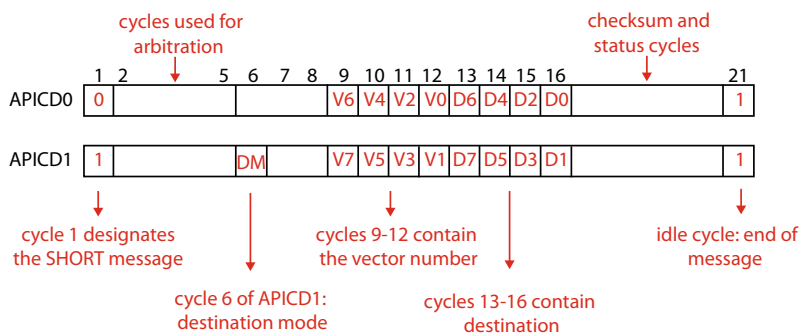 cycles used for
arbitration
checksum and
status cycles
1 2 5 6 7 8 9 10 11 12 13 14 15 16 21
APICD0 0 V6 V4 V2 V0 D6 D4 D2 D0 1
APICD1 1 DM V7 V5 V3 V1 D7 D5 D3 D1 1
cycle 1 designates
the SHORT message
cycles 9-12 contain
the vector number
idle cycle: end of
message
cycle 6 of APICD1:
destination mode
cycles 13-16 contain
destination